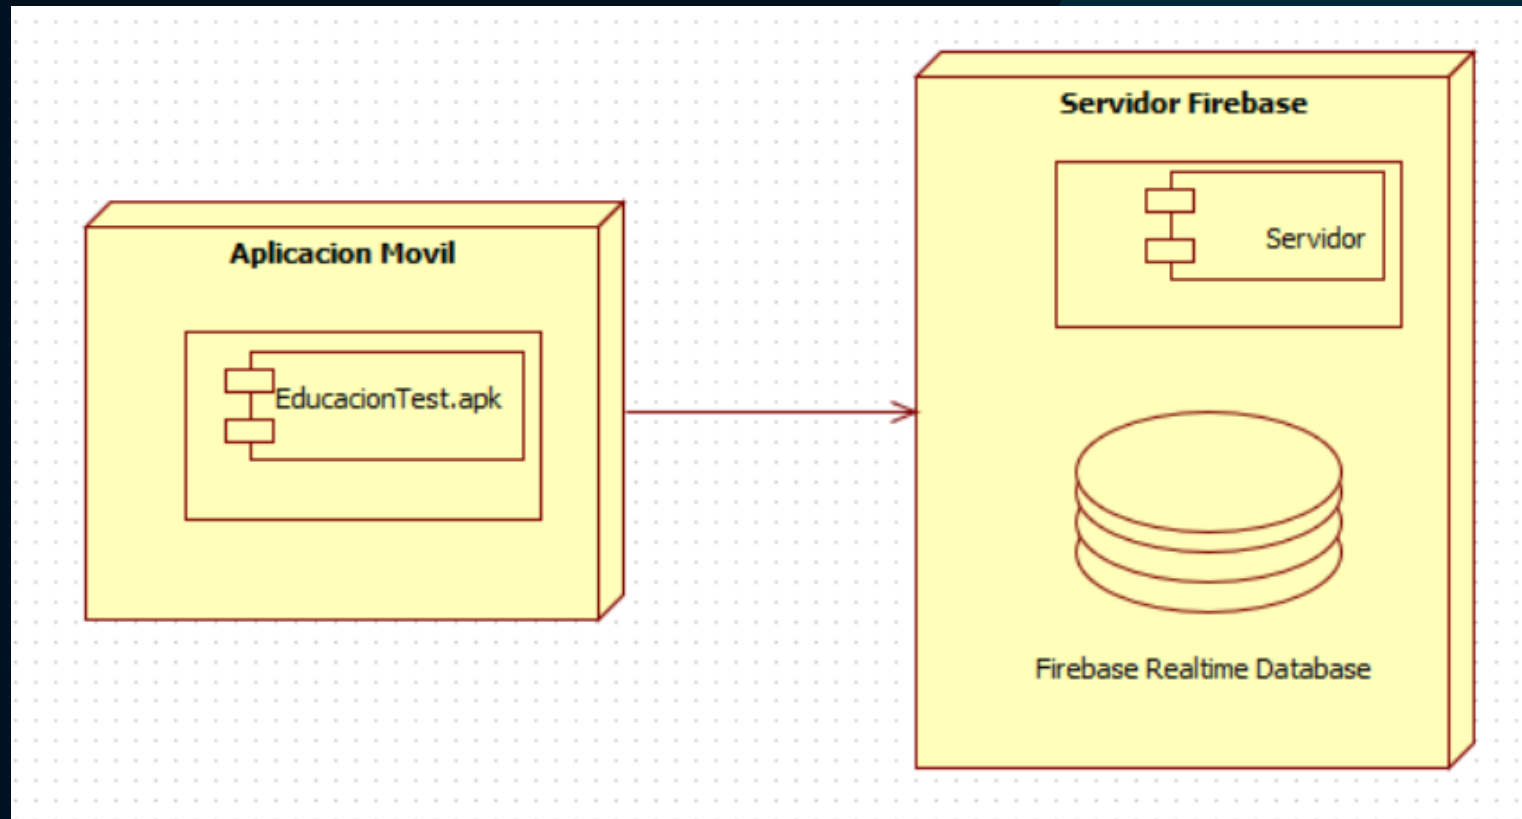 Aplicacion Movil
EducacionTest.apk
Servidor Firebase
Servidor
Firebase Realtime Database